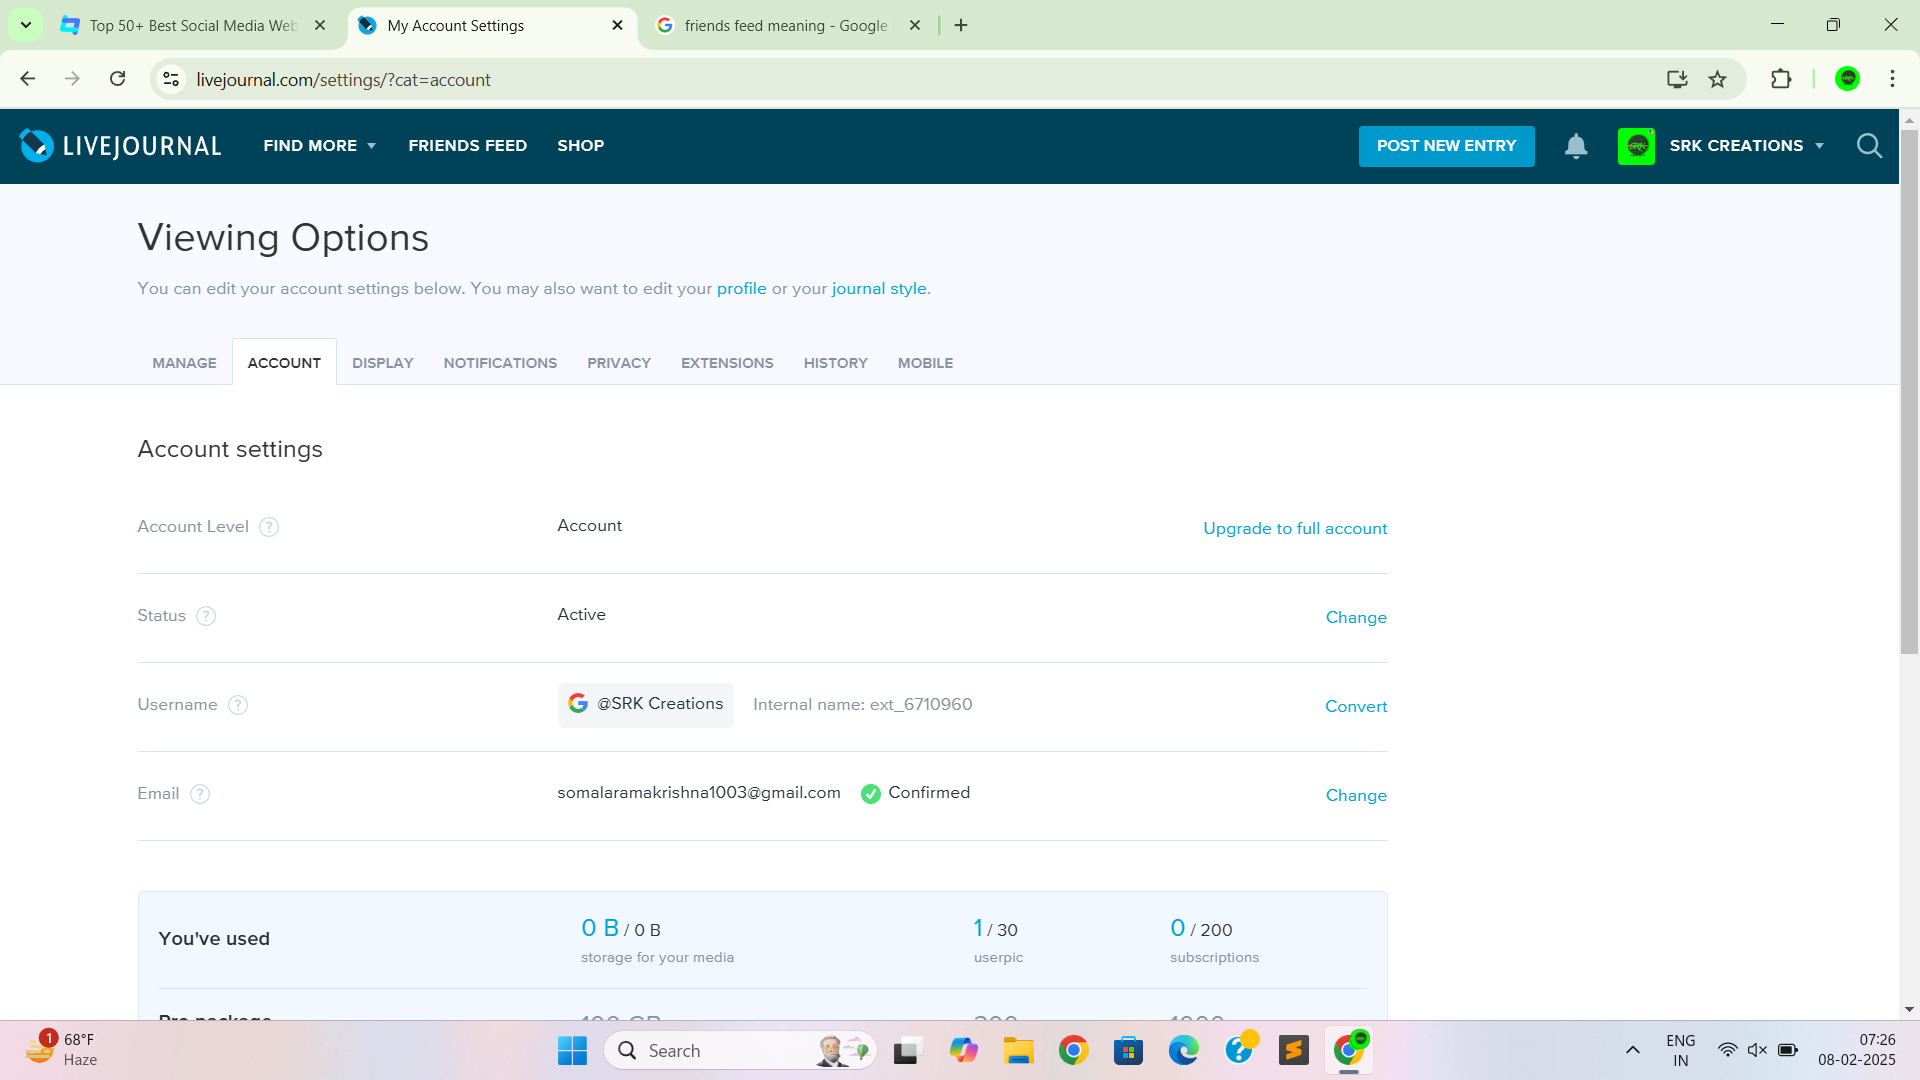 Top 50+ Best Social Media Web
My Account Settings
friends feed meaning - Google
livejournal.com/settings/?cat=account
LIVEJOURNAL
FIND MORE
FRIENDS FEED
SHOP
POST NEW ENTRY
SRK CREATIONS
Viewing Options
You can edit your account settings below. You may also want to edit your profile or your journal style.
MANAGE
ACCOUNT
DISPLAY
NOTIFICATIONS
PRIVACY
EXTENSIONS
HISTORY
MOBILE
Account settings
Account Level ?
Account
Upgrade to full account
Status ?
Active
Change
Username ?
@SRK Creations
Internal name: ext_6710960
Convert
Email ?
somalaramakrishna1003@gmail.com
Confirmed
Change
You've used
0 B / 0 B
storage for your media
1 / 30
userpic
0 / 200
subscriptions
Pro package
1
68°F
Haze
Search
ENG
IN
07:26
08-02-2025